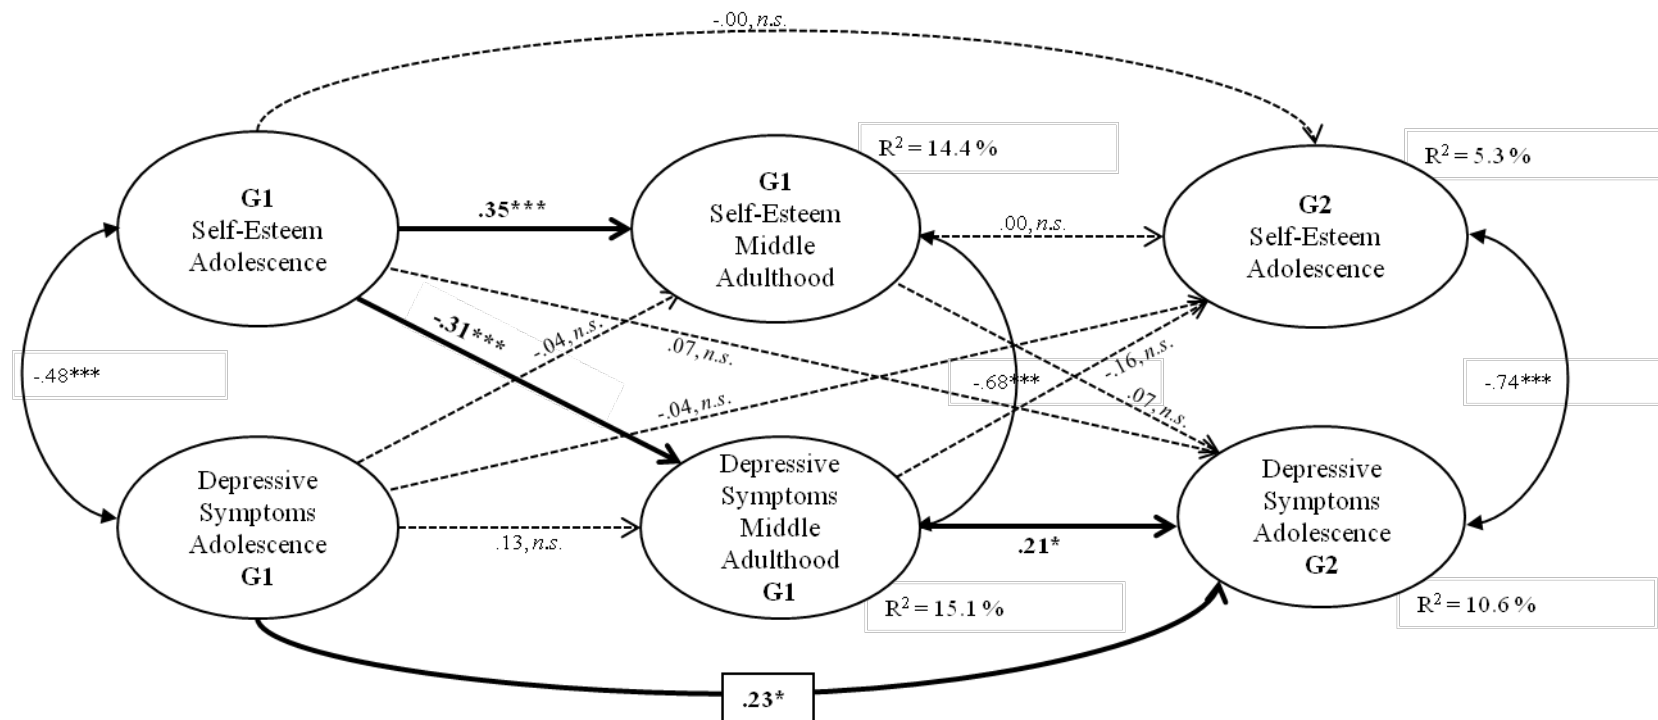 -.00, n.s.
R² = 14.4 %
R² = 5.3 %
G1
Self-Esteem
Adolescence
.35***
G1
Self-Esteem
Middle
Adulthood
.00, n.s.
G2
Self-Esteem
Adolescence
-.31***
-.04, n.s.
.07, n.s.
-.16, n.s.
-.48***
-.68***
-.74***
-.04, n.s.
.07, n.s.
Depressive
Symptoms
Adolescence
G1
.13, n.s.
Depressive
Symptoms
Middle
Adulthood
G1
.21*
Depressive
Symptoms
Adolescence
G2
R² = 15.1 %
R² = 10.6 %
.23*